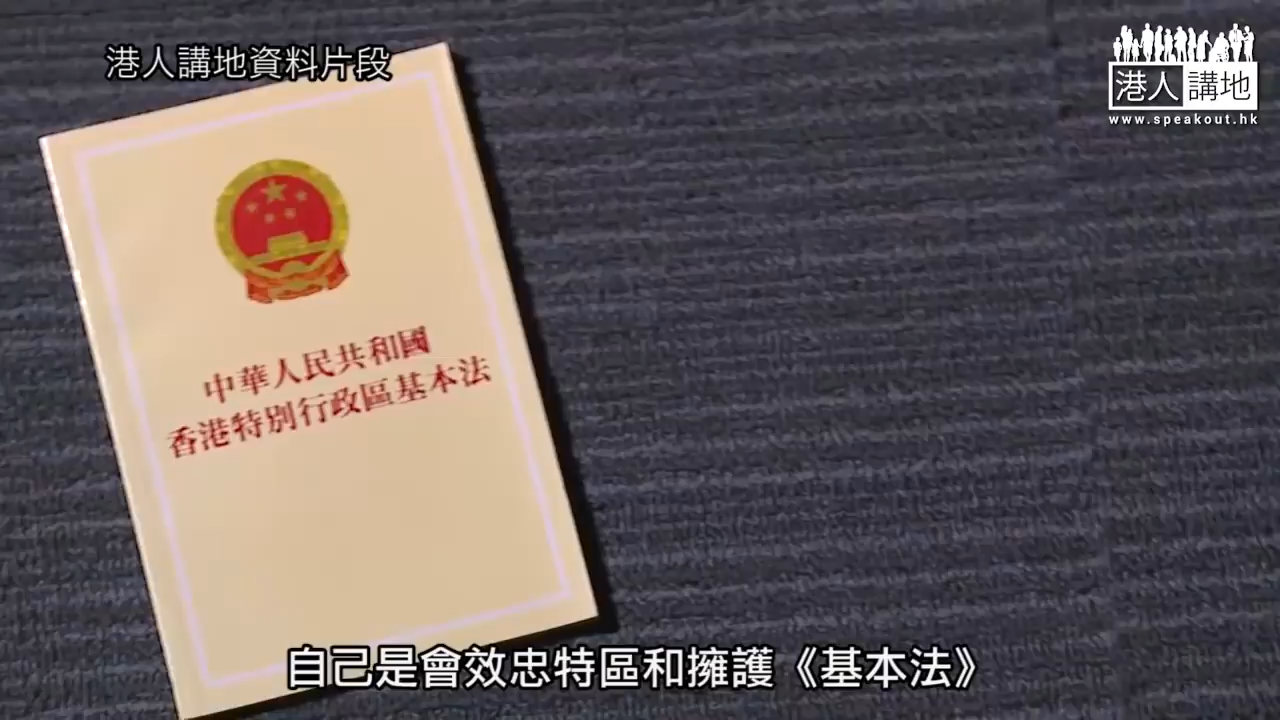 港人講地資料片段
港人講地
www.speakout.hk
中華人民共和國
香港特別行政區基本法
自己是會效忠特區和擁護《基本法》